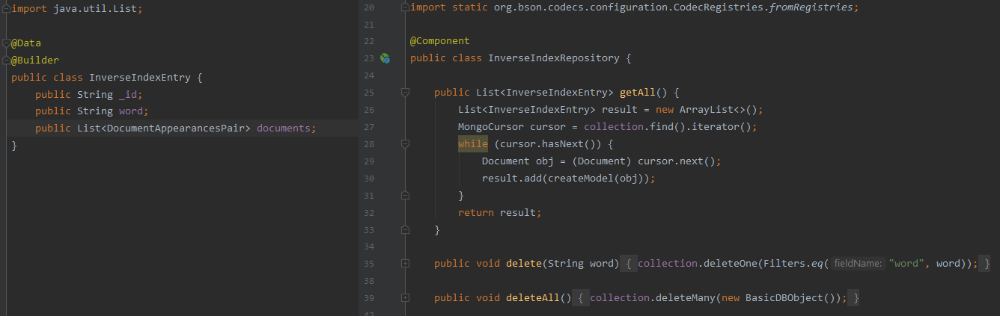 import java.util.List;
@Data
@Builder
public class InverseIndexEntry {
public String _id;
public String word;
public List<DocumentAppearancesPair> documents;
}
20 import static org.bson.codecs.configuration.CodecRegistries.fromRegistries;
21
22 @Component
23 public class InverseIndexRepository {
24
25 public List<InverseIndexEntry> getAll() {
26 List<InverseIndexEntry> result = new ArrayList<>();
27 MongoCursor cursor = collection.find().iterator();
28 while (cursor.hasNext()) {
29 Document obj = (Document) cursor.next();
30 result.add(createModel(obj));
31 }
32 return result;
33 }
34
35 public void delete(String word) { collection.deleteOne(Filters.eq( fieldName: "word", word)); }
38
39 public void deleteAll() { collection.deleteMany(new BasicDBObject()); }
42